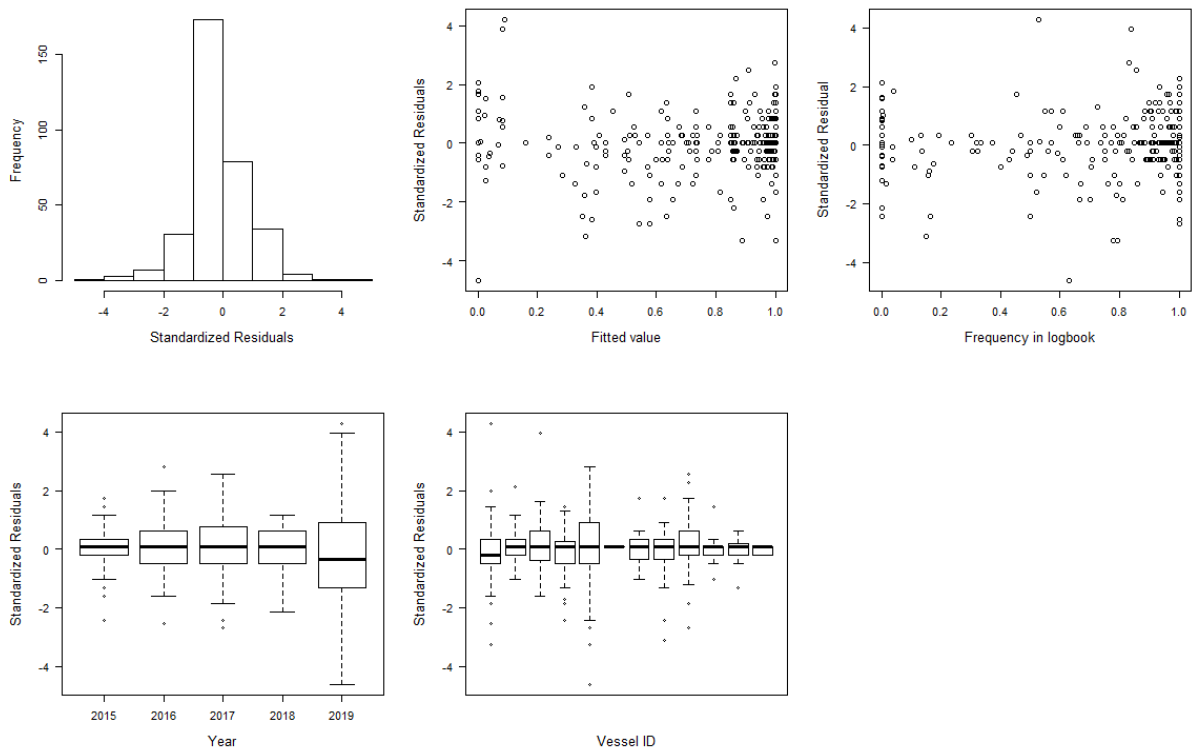 150
100
50
0
Frequency
-4 -2 0 2 4
Standardized Residuals
4
2
0
-2
-4
Standardized Residuals
0.0 0.2 0.4 0.6 0.8 1.0
Fitted value
4
2
0
-2
-4
Standardized Residual
0.0 0.2 0.4 0.6 0.8 1.0
Frequency in logbook
4
2
0
-2
-4
Standardized Residuals
2015 2016 2017 2018 2019
Year
4
2
0
-2
-4
Standardized Residuals
Vessel ID